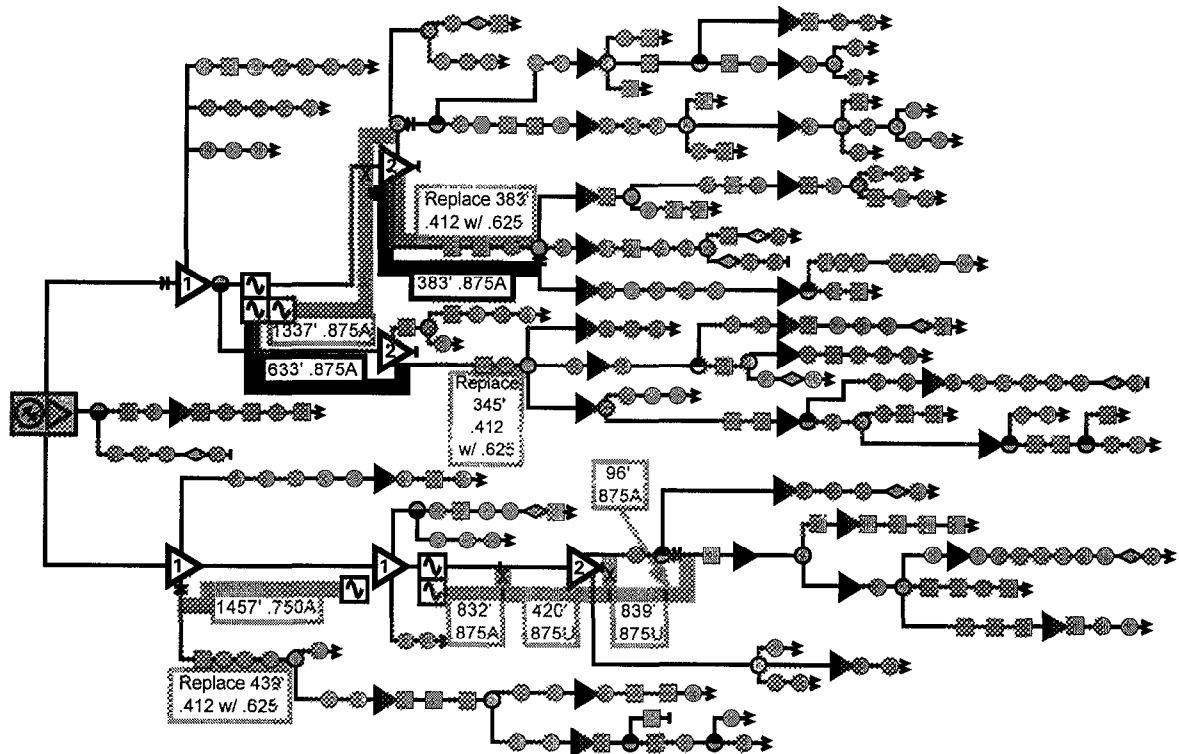 2
Replace 383'
.412 w/ .625
1
383' .875A
1337' .875A
2
633' .875A
Replace
345'
.412
w/ .625
96'
875A
1
1
2
1457' .750A
832'
875A
420'
875U
839'
875U
Replace 439'
.412 w/ .625